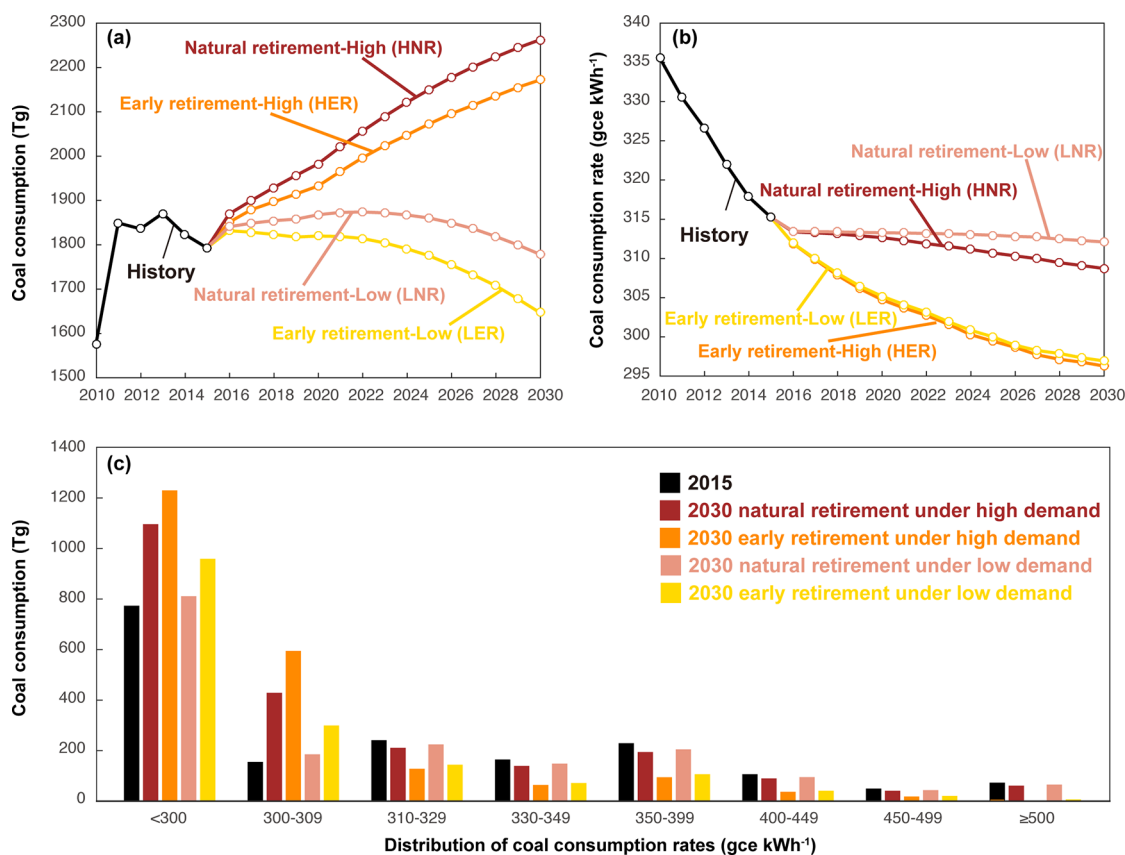 (a)
2300
2200
2100
2000
1900
1800
1700
1600
1500
Coal consumption (Tg)
Natural retirement-High (HNR)
Early retirement-High (HER)
History
Natural retirement-Low (LNR)
Early retirement-Low (LER)
2010 2012 2014 2016 2018 2020 2022 2024 2026 2028 2030
(b)
340
335
330
325
320
315
310
305
300
295
Coal consumption rate (gce kWh⁻¹)
Natural retirement-Low (LNR)
Natural retirement-High (HNR)
History
Early retirement-Low (LER)
Early retirement-High (HER)
2010 2012 2014 2016 2018 2020 2022 2024 2026 2028 2030
(c)
1400
1200
1000
800
600
400
200
0
Coal consumption (Tg)
2015
2030 natural retirement under high demand
2030 early retirement under high demand
2030 natural retirement under low demand
2030 early retirement under low demand
<300 300-309 310-329 330-349 350-399 400-449 450-499 ≥500
Distribution of coal consumption rates (gce kWh⁻¹)